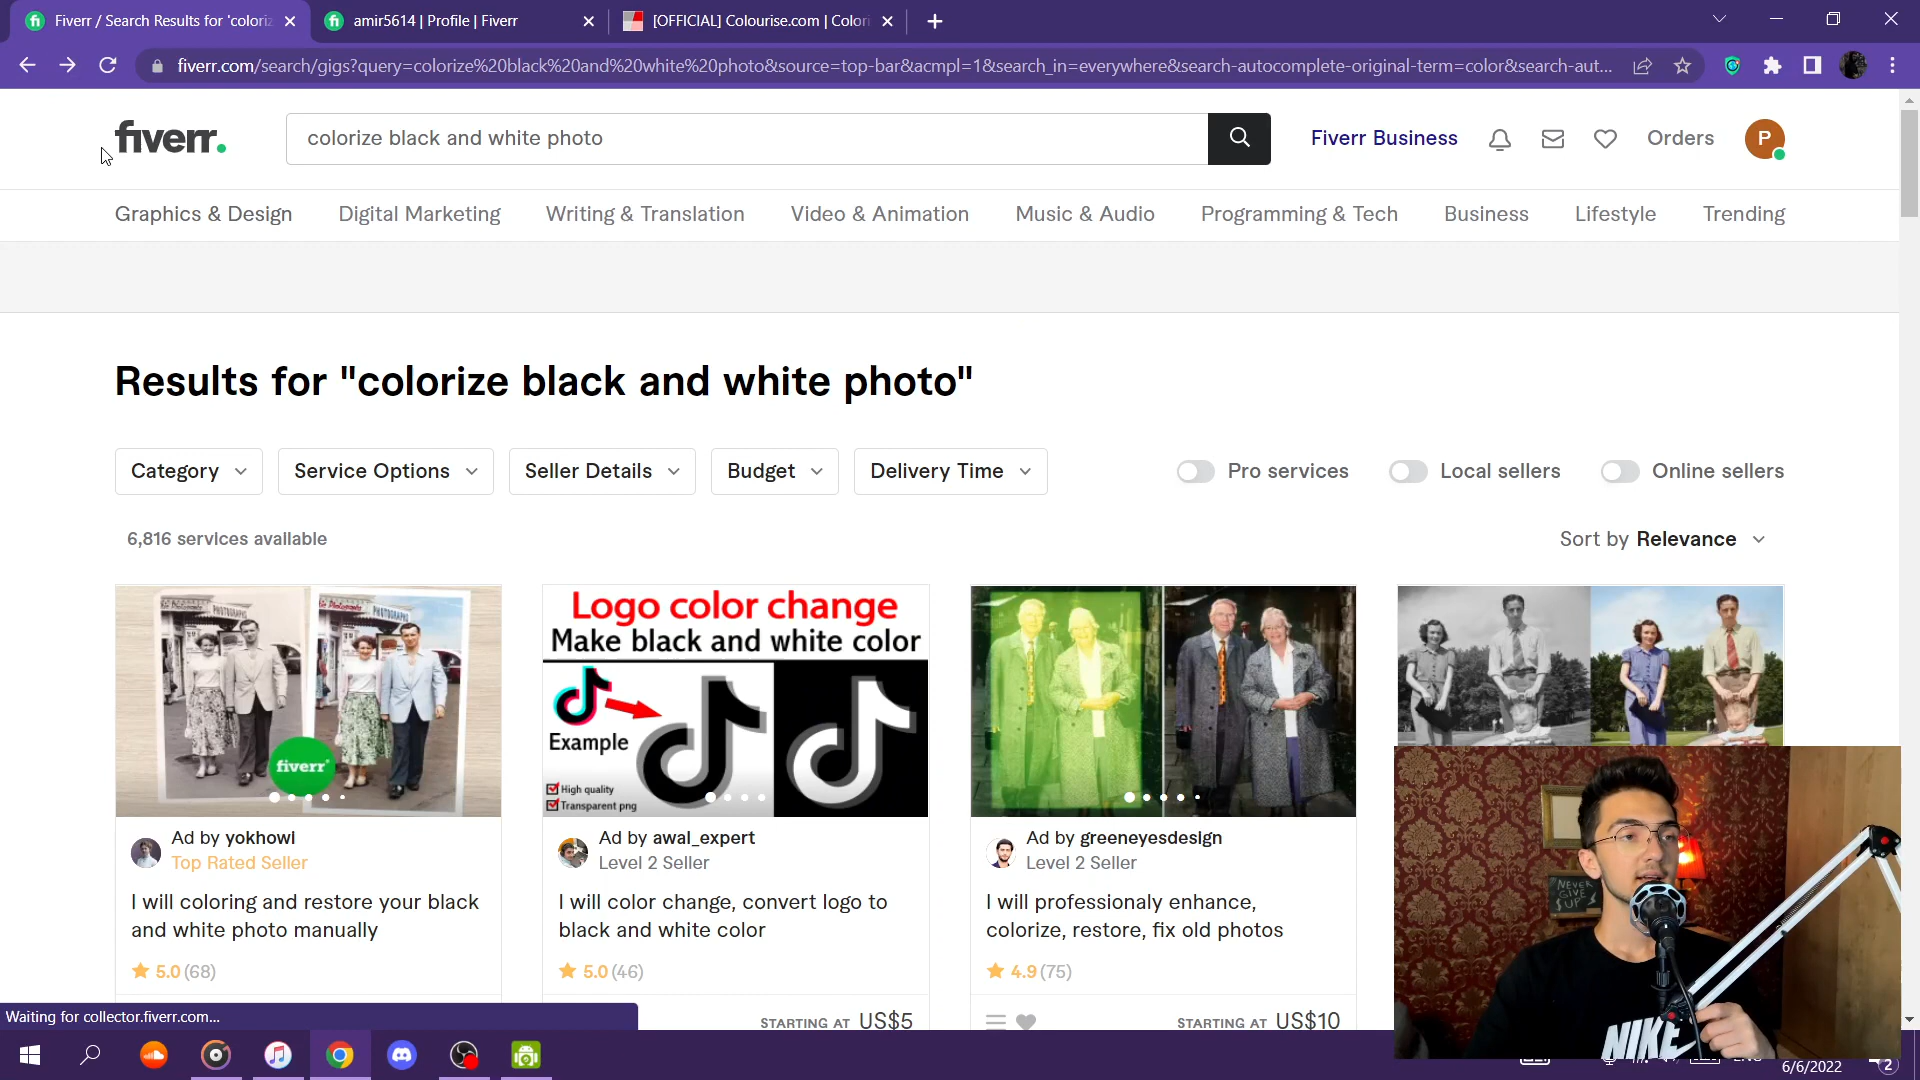 Fiverr / Search Results for 'coloriz
amir5614 | Profile | Fiverr
[OFFICIAL] Colourise.com | Colori
fiverr.com/search/gigs?query=colorize%20black%20and%20white%20photo&source=top-bar&acmpl=1&search_in=everywhere&search-autocomplete-original-term=color&search-aut...
fiverr.
colorize black and white photo
Fiverr Business
Orders
P
Graphics & Design
Digital Marketing
Writing & Translation
Video & Animation
Music & Audio
Programming & Tech
Business
Lifestyle
Trending
Results for "colorize black and white photo"
Category
Service Options
Seller Details
Budget
Delivery Time
Pro services
Local sellers
Online sellers
6,816 services available
Sort by Relevance
fiverr
Logo color change
Make black and white color
Example
High quality
Transparent png
Ad by yokhowi
Top Rated Seller
I will coloring and restore your black
and white photo manually
5.0 (68)
Ad by awal_expert
Level 2 Seller
I will color change, convert logo to
black and white color
5.0 (46)
STARTING AT US$5
Ad by greeneyesdesign
Level 2 Seller
I will professionaly enhance,
colorize, restore, fix old photos
4.9 (75)
STARTING AT US$10
NEVER
GIVE
UP
NIKE
Waiting for collector.fiverr.com...
6/6/2022
2